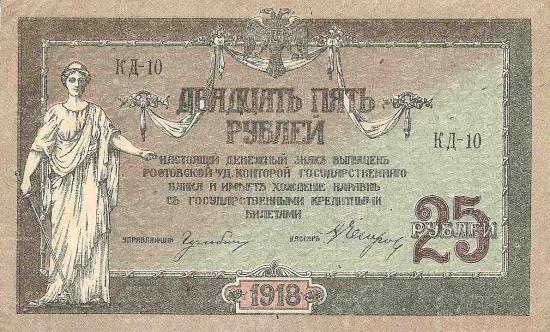 КД-10
ДВАДЦАТЬ ПЯТЬ
РУБЛЕЙ
КД-10
НАСТОЯЩІЙ ДЕНЕЖНЫЙ ЗНАКЪ ВЫПУЩЕНЪ
РОСТОВСКОЙ Н/Д. КОНТОРОЙ ГОСУДАРСТВЕННАГО
БАНКА И ИМѢЕТЪ ХОЖДЕНІЕ НАРАВНѢ
СЪ ГОСУДАРСТВЕННЫМИ КРЕДИТНЫМИ
БИЛЕТАМИ
УПРАВЛЯЮЩІЙ
КАССИРЪ
25
РУБЛЕЙ
1918